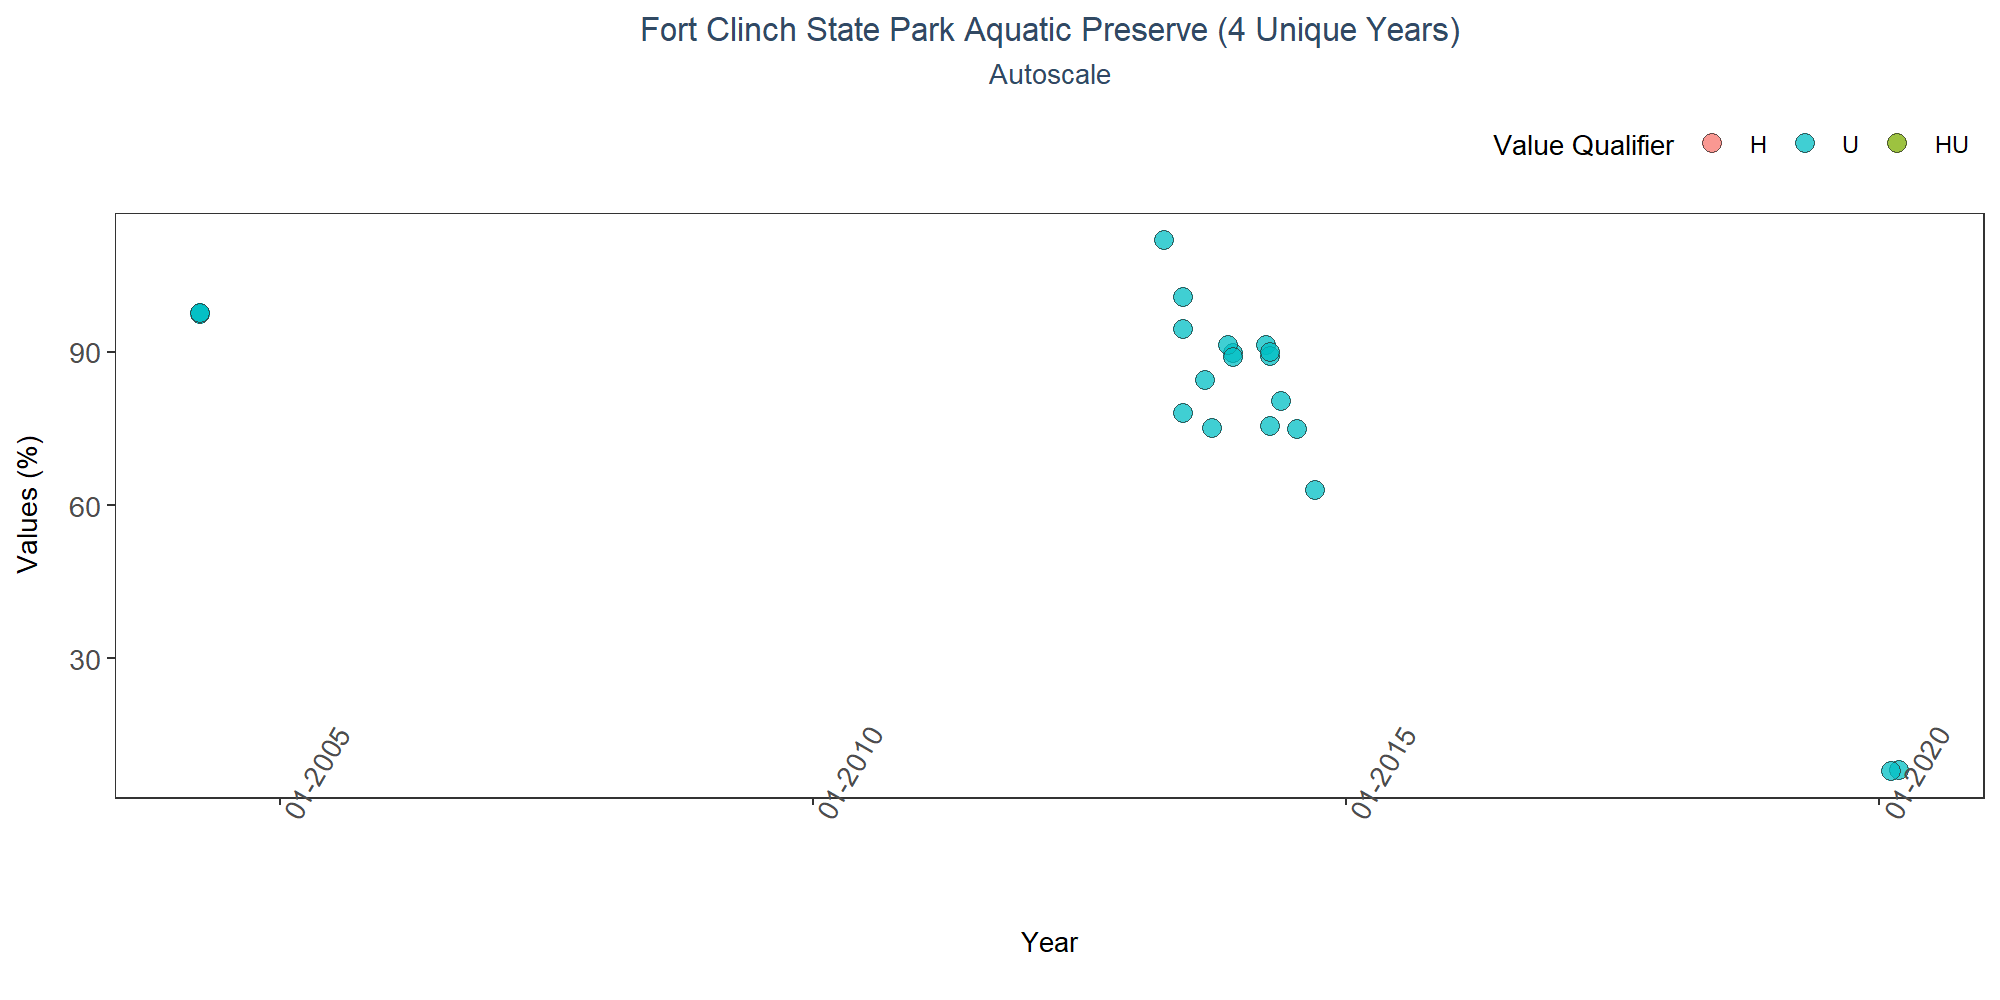 Fort Clinch State Park Aquatic Preserve (4 Unique Years)
Autoscale
Value Qualifier H U HU
Values (%)
90
60
30
01-2005 01-2010 01-2015 01-2020
Year